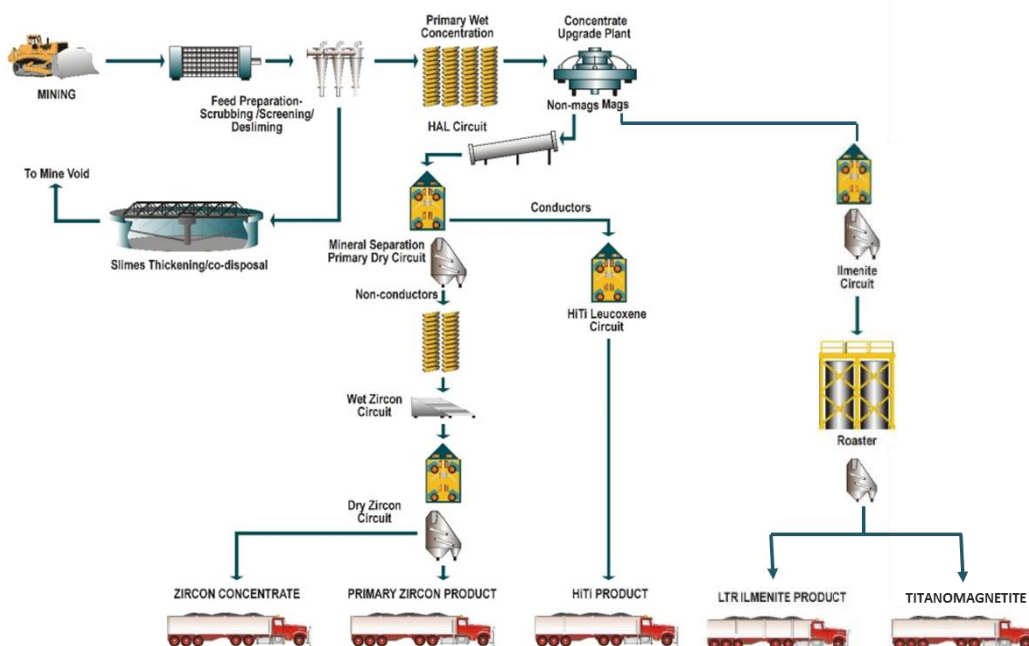 MINING
Feed Preparation-
Scrubbing /Screening/
Desliming
Primary Wet
Concentration
Concentrate
Upgrade Plant
Non-mags Mags
HAL Circuit
To Mine Void
Slimes Thickening/co-disposal
Conductors
Mineral Separation
Primary Dry Circuit
Non-conductors
HiTi Leucoxene
Circuit
Ilmenite
Circuit
Wet Zircon
Circuit
Roaster
Dry Zircon
Circuit
ZIRCON CONCENTRATE
PRIMARY ZIRCON PRODUCT
HiTi PRODUCT
LTR ILMENITE PRODUCT
TITANOMAGNETITE